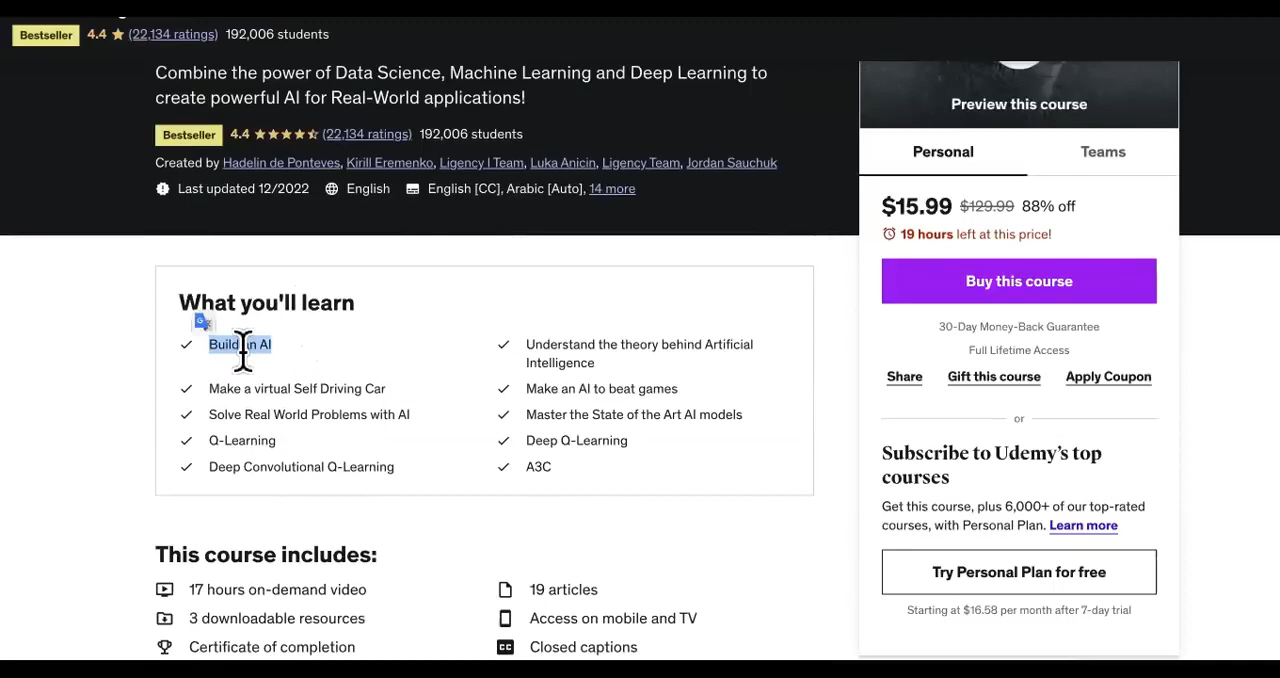 Bestseller 4.4 (22,134 ratings) 192,006 students
Combine the power of Data Science, Machine Learning and Deep Learning to
create powerful AI for Real-World applications!
Bestseller 4.4 (22,134 ratings) 192,006 students
Created by Hadelin de Ponteves, Kirill Eremenko, Ligency I Team, Luka Anicin, Ligency Team, Jordan Sauchuk
Last updated 12/2022 English English [CC], Arabic [Auto], 14 more
Preview this course
Personal Teams
$15.99 $129.99 88% off
19 hours left at this price!
Buy this course
30-Day Money-Back Guarantee
Full Lifetime Access
Share Gift this course Apply Coupon
or
Subscribe to Udemy's top
courses
Get this course, plus 6,000+ of our top-rated
courses, with Personal Plan. Learn more
Try Personal Plan for free
Starting at $16.58 per month after 7-day trial
What you'll learn
Build an AI
Understand the theory behind Artificial
Intelligence
Make a virtual Self Driving Car
Make an AI to beat games
Solve Real World Problems with AI
Master the State of the Art AI models
Q-Learning
Deep Q-Learning
Deep Convolutional Q-Learning
A3C
This course includes:
17 hours on-demand video
19 articles
3 downloadable resources
Access on mobile and TV
Certificate of completion
CC Closed captions